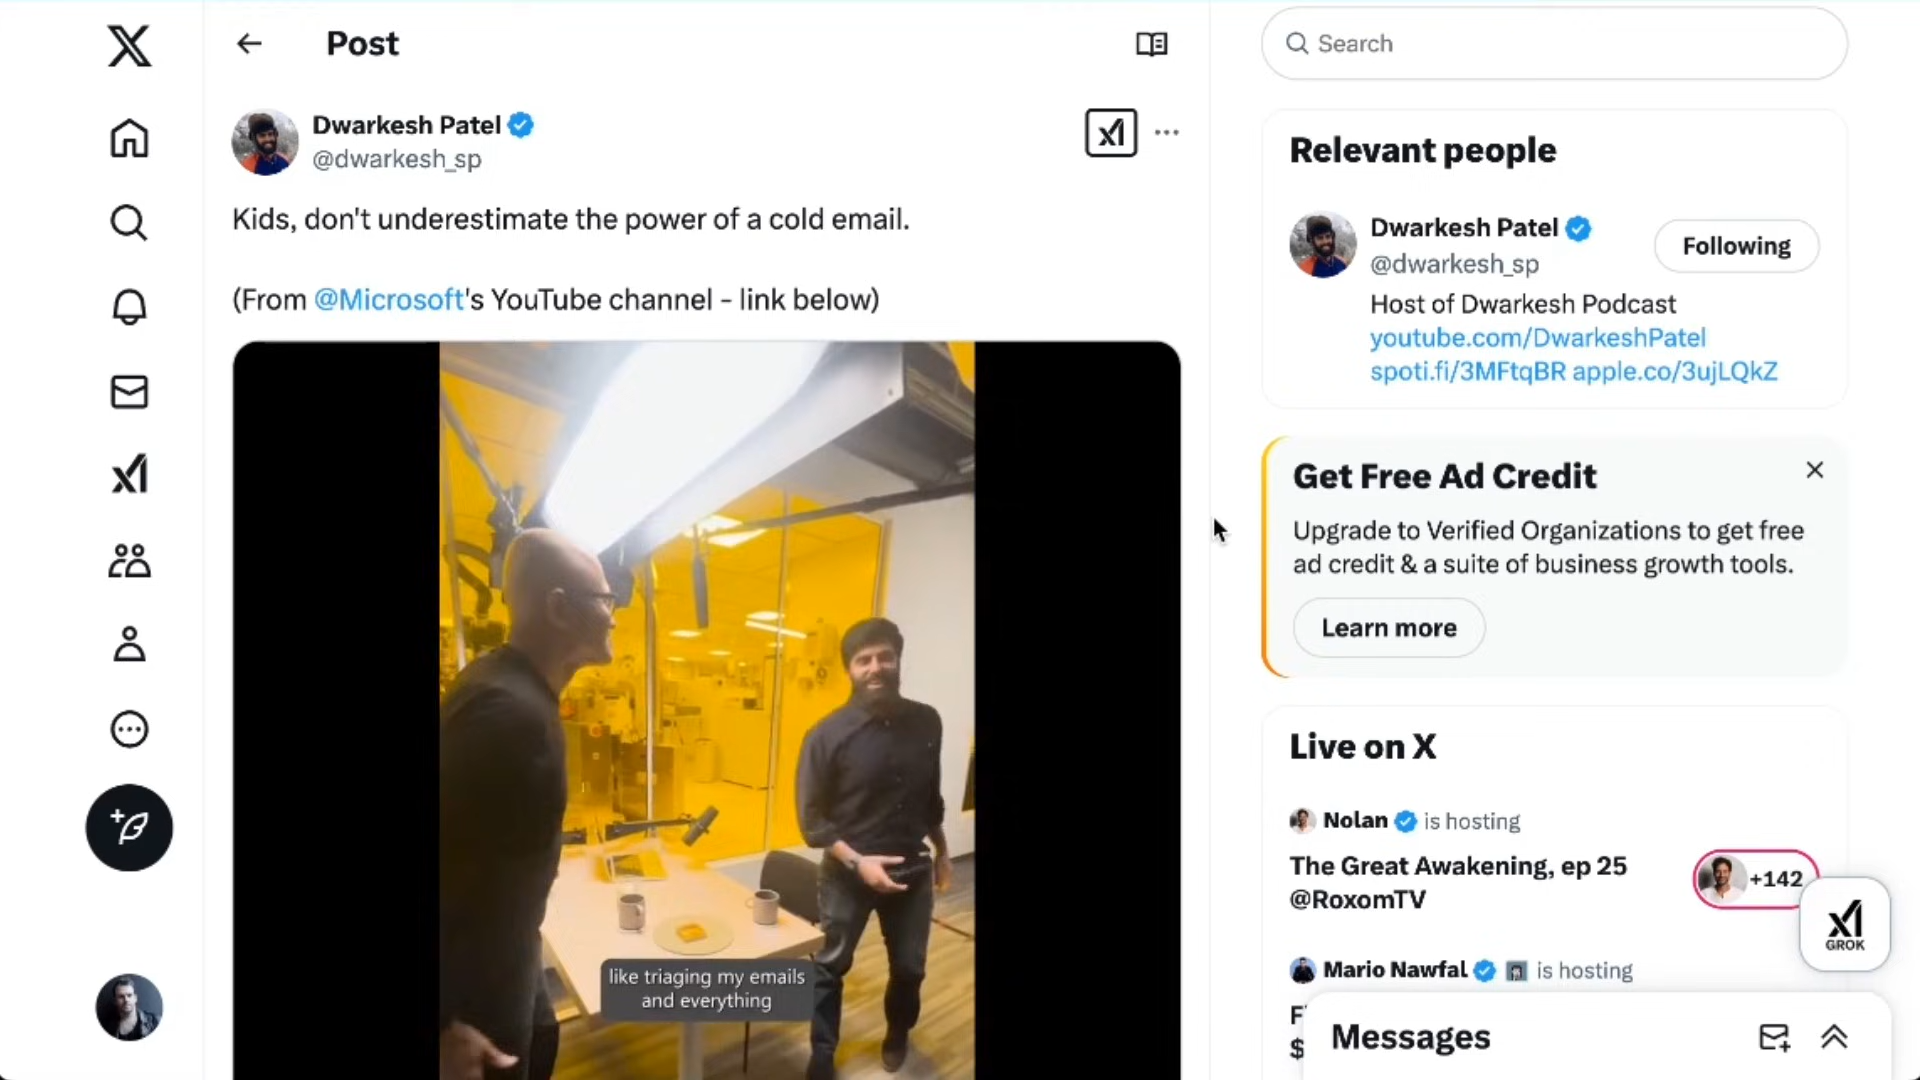 Post
Search
Dwarkesh Patel
@dwarkesh_sp
Kids, don't underestimate the power of a cold email.
(From @Microsoft's YouTube channel - link below)
like triaging my emails
and everything
Relevant people
Dwarkesh Patel
@dwarkesh_sp
Following
Host of Dwarkesh Podcast
youtube.com/DwarkeshPatel
spoti.fi/3MFtqBR apple.co/3ujLQkZ
Get Free Ad Credit
Upgrade to Verified Organizations to get free
ad credit & a suite of business growth tools.
Learn more
Live on X
Nolan is hosting
The Great Awakening, ep 25
@RoxomTV
+142
GROK
Mario Nawfal is hosting
F
$
Messages